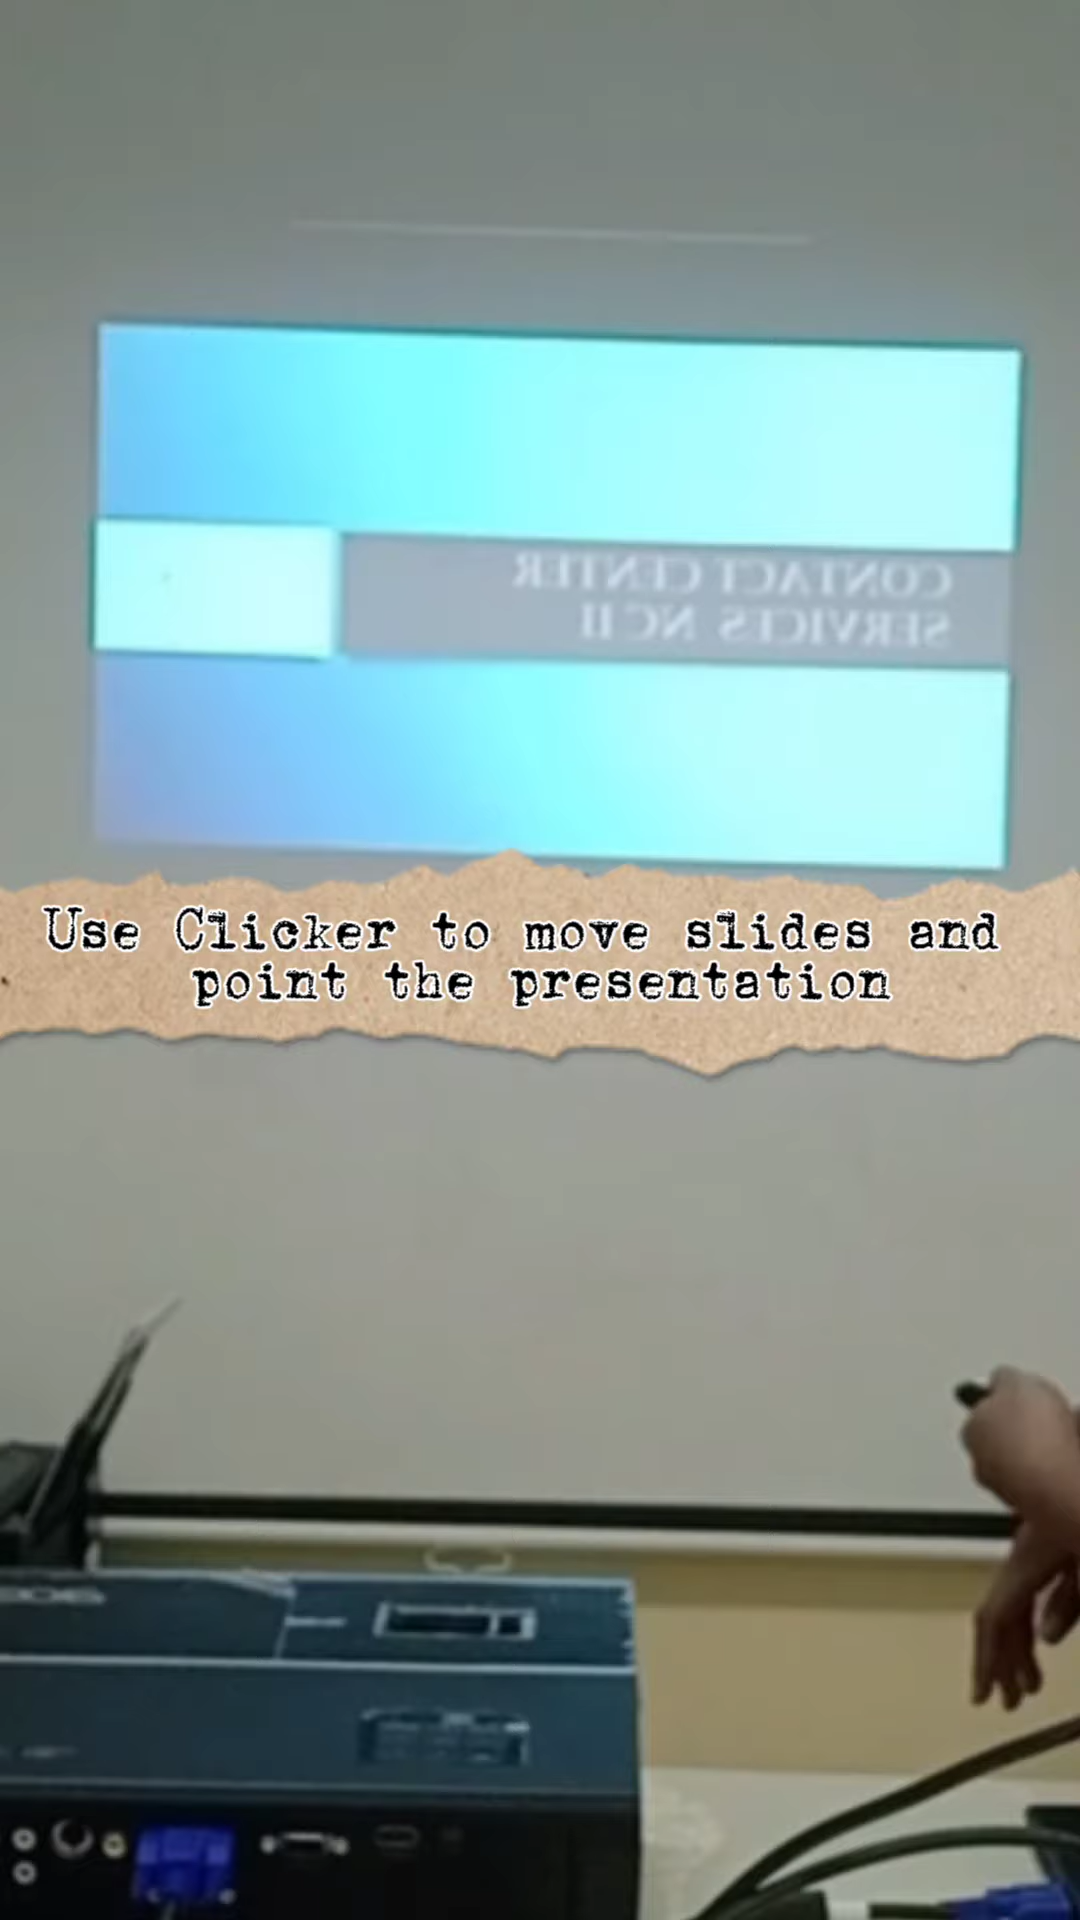 CONTACT CENTER
SERVICES NC II
Use Clicker to move slides and
point the presentation